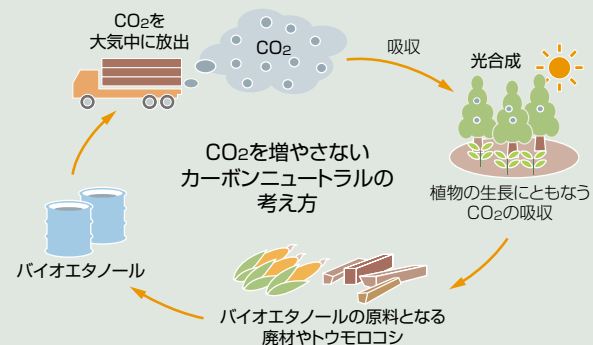 CO₂を
大気中に放出
CO₂
吸収
光合成
CO₂を増やさない
カーボンニュートラルの
考え方
植物の生長にともなう
CO₂の吸収
バイオエタノール
バイオエタノールの原料となる
廃材やトウモロコシ